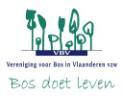 VBV
Vereniging voor Bos in Vlaanderen vzw
Bos doet leven